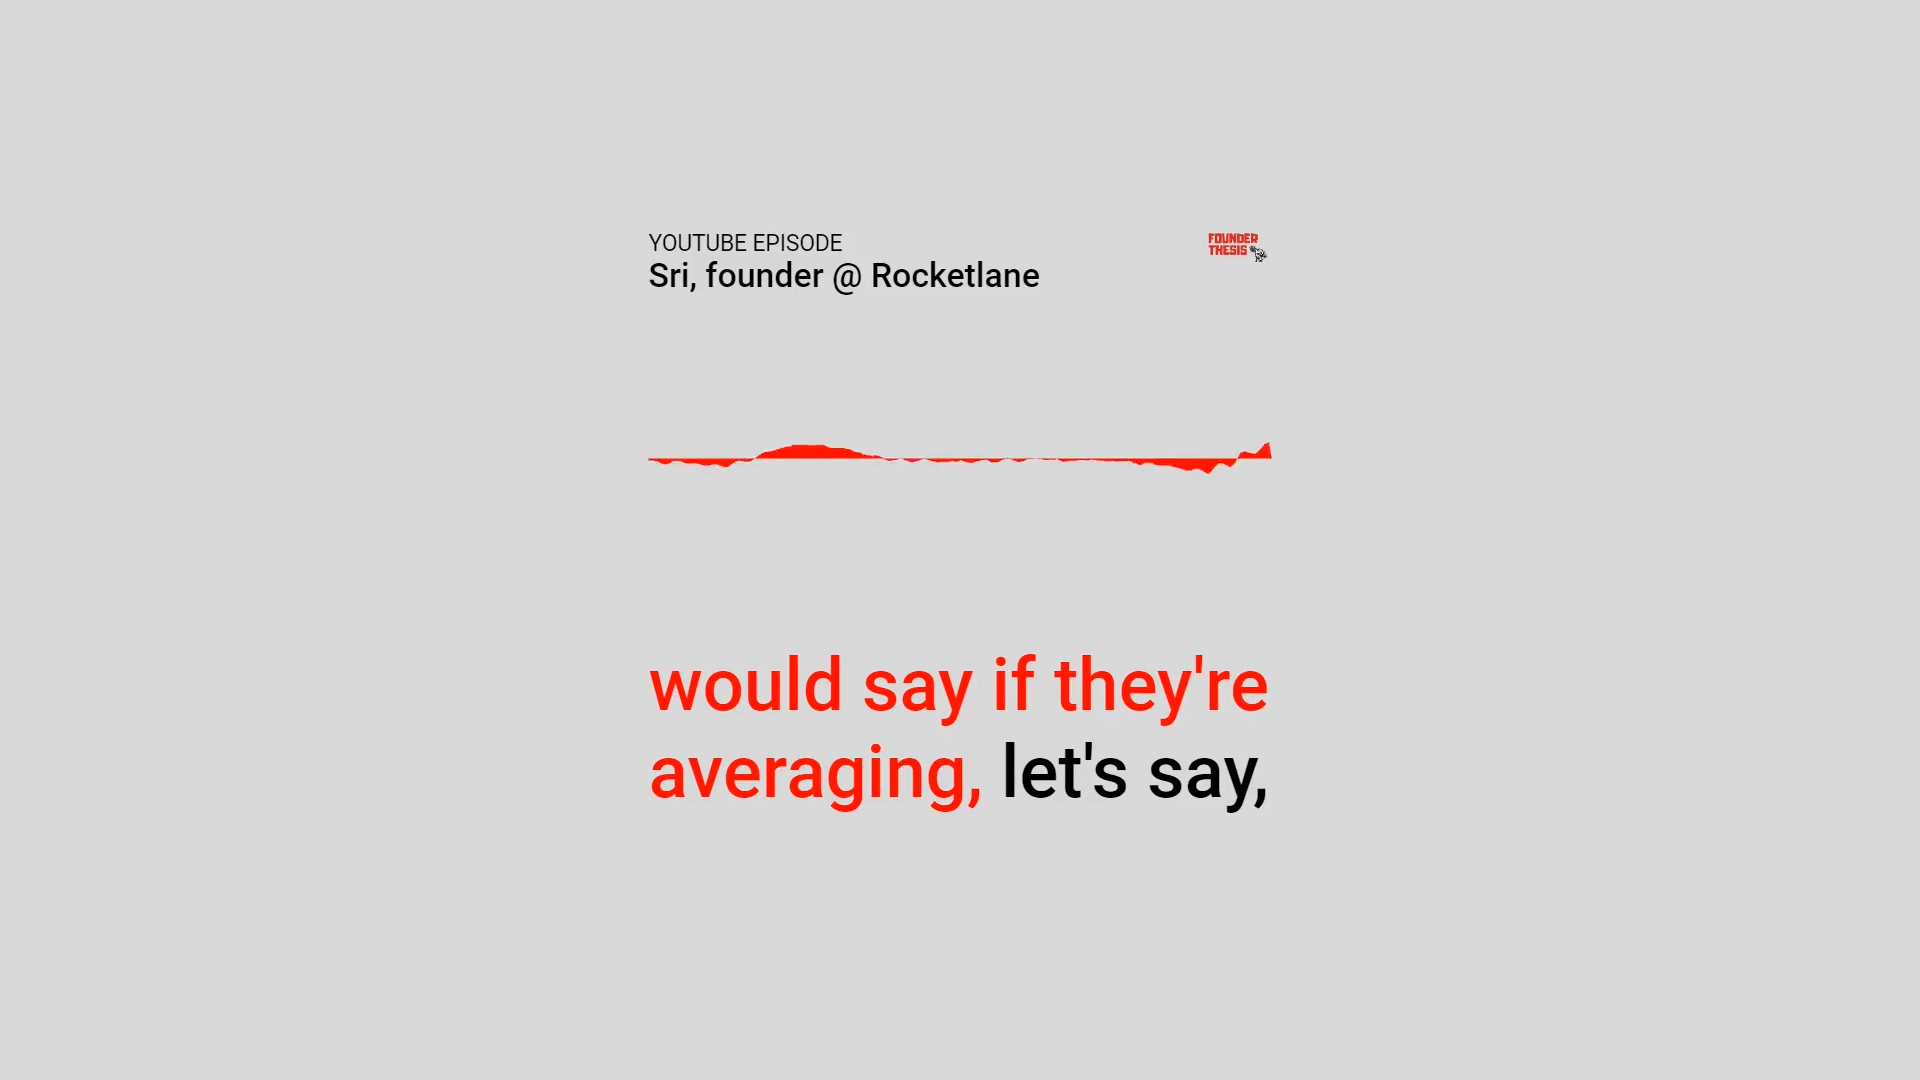 YOUTUBE EPISODE
Sri, founder @ Rocketlane
FOUNDER
THESIS
would say if they're
averaging, let's say,